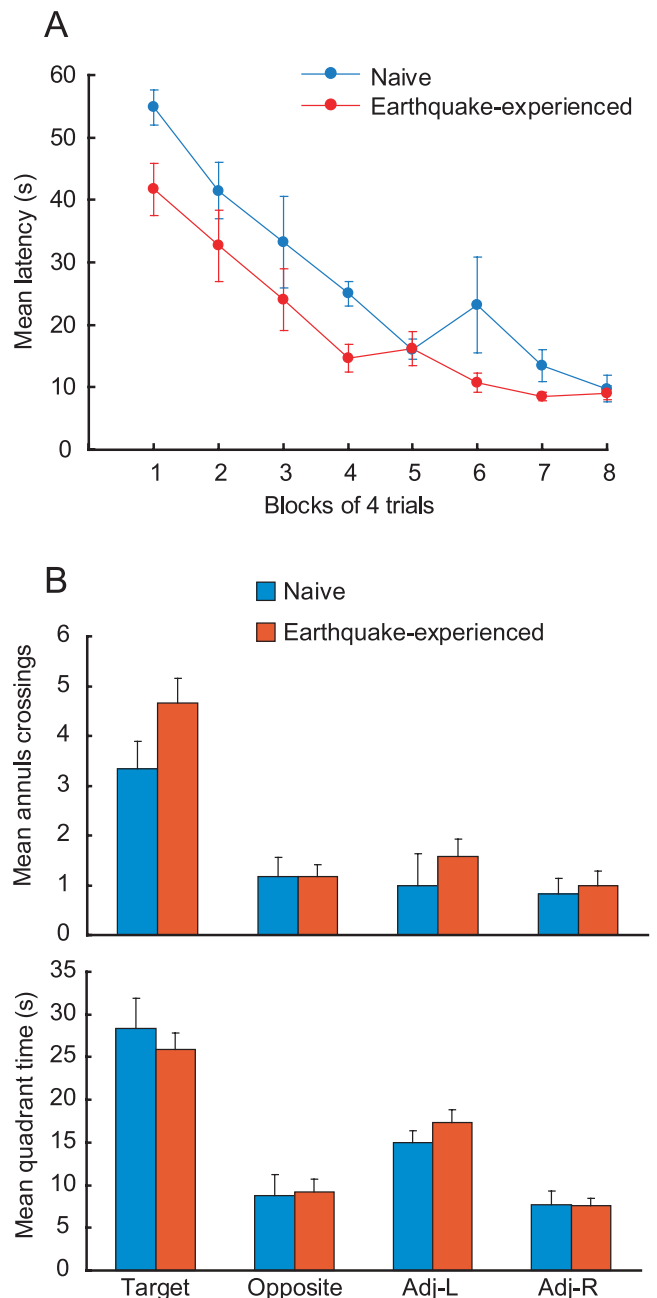 A
Naive
Earthquake-experienced
60
50
40
30
20
10
0
Mean latency (s)
1 2 3 4 5 6 7 8
Blocks of 4 trials
B
Naive
Earthquake-experienced
6
5
4
3
2
1
0
Mean annuls crossings
35
30
25
20
15
10
5
0
Mean quadrant time (s)
Target Opposite Adj-L Adj-R